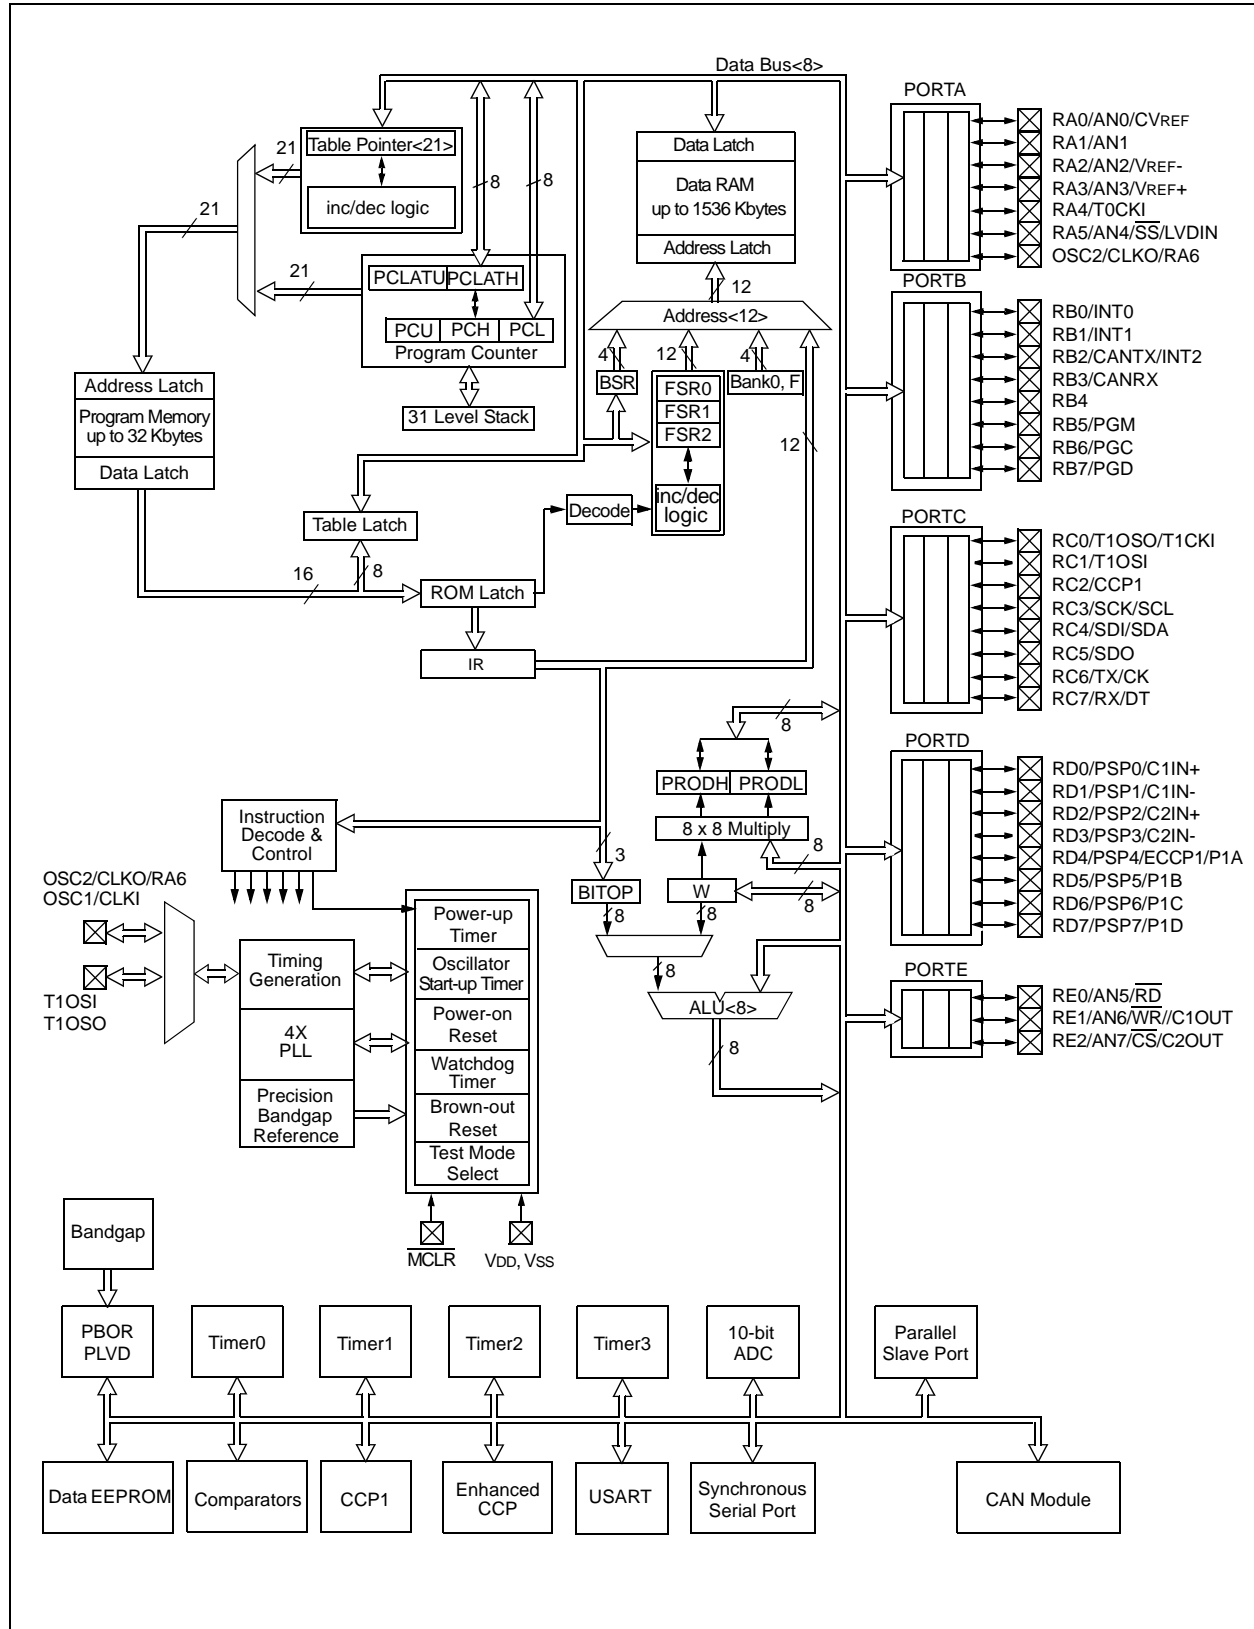 Data Bus<8>
PORTA
RA0/AN0/CVREF
RA1/AN1
RA2/AN2/VREF-
RA3/AN3/VREF+
RA4/T0CKI
RA5/AN4/SS/LVDIN
OSC2/CLKO/RA6
21
Table Pointer<21>
inc/dec logic
8
8
Data Latch
Data RAM
up to 1536 Kbytes
Address Latch
21
21
PCLATU PCLATH
PCU PCH PCL
Program Counter
31 Level Stack
12
Address<12>
4
12
4
BSR
FSR0
FSR1
FSR2
Bank0, F
12
inc/dec
logic
Decode
PORTB
RB0/INT0
RB1/INT1
RB2/CANTX/INT2
RB3/CANRX
RB4
RB5/PGM
RB6/PGC
RB7/PGD
Address Latch
Program Memory
up to 32 Kbytes
Data Latch
Table Latch
16
8
ROM Latch
IR
PORTC
RC0/T1OSO/T1CKI
RC1/T1OSI
RC2/CCP1
RC3/SCK/SCL
RC4/SDI/SDA
RC5/SDO
RC6/TX/CK
RC7/RX/DT
8
PRODH PRODL
8 x 8 Multiply
8
3
BITOP
W
8
8
8
8
ALU<8>
8
PORTD
RD0/PSP0/C1IN+
RD1/PSP1/C1IN-
RD2/PSP2/C2IN+
RD3/PSP3/C2IN-
RD4/PSP4/ECCP1/P1A
RD5/PSP5/P1B
RD6/PSP6/P1C
RD7/PSP7/P1D
PORTE
RE0/AN5/RD
RE1/AN6/WR//C1OUT
RE2/AN7/CS/C2OUT
Instruction
Decode &
Control
OSC2/CLKO/RA6
OSC1/CLKI
T1OSI
T1OSO
Timing
Generation
4X
PLL
Precision
Bandgap
Reference
Power-up
Timer
Oscillator
Start-up Timer
Power-on
Reset
Watchdog
Timer
Brown-out
Reset
Test Mode
Select
MCLR
VDD, VSS
Bandgap
PBOR
PLVD
Timer0
Timer1
Timer2
Timer3
10-bit
ADC
Parallel
Slave Port
Data EEPROM
Comparators
CCP1
Enhanced
CCP
USART
Synchronous
Serial Port
CAN Module